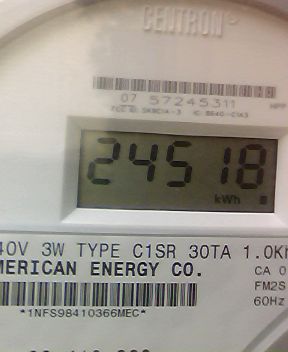 CENTRON
07 57245311
24518
kWh
40V 3W TYPE C1SR 30TA 1.0Kh
MERICAN ENERGY CO.
CA 0
FM2S
60Hz
*1NFS98410366MEC*